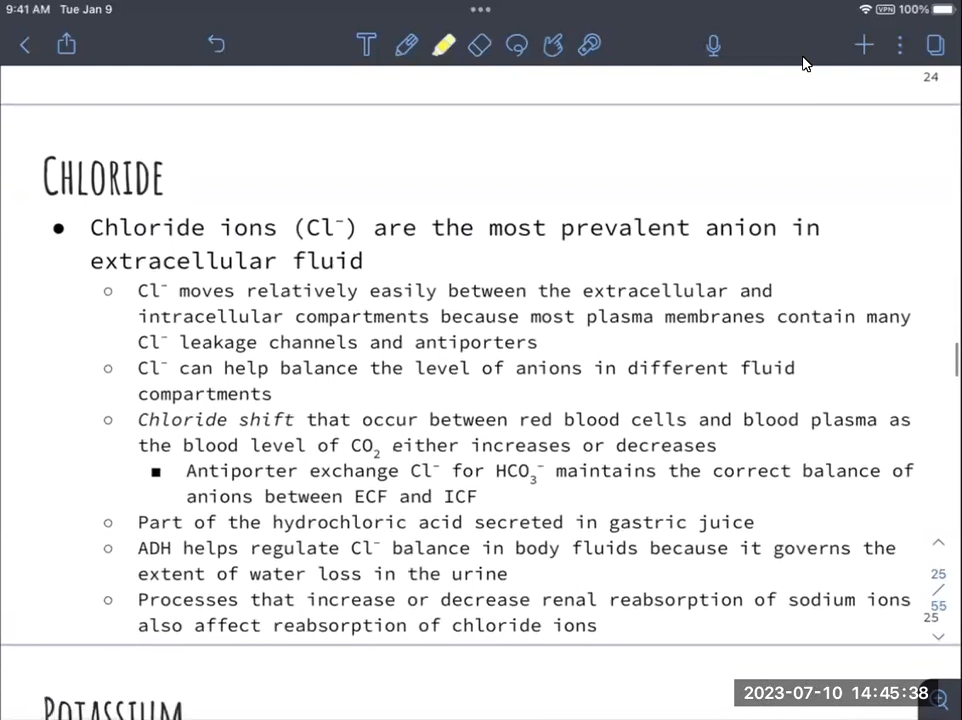 9:41 AM Tue Jan 9
VPN 100%
24
CHLORIDE
● Chloride ions (Cl⁻) are the most prevalent anion in
extracellular fluid
○ Cl⁻ moves relatively easily between the extracellular and
intracellular compartments because most plasma membranes contain many
Cl⁻ leakage channels and antiporters
○ Cl⁻ can help balance the level of anions in different fluid
compartments
○ Chloride shift that occur between red blood cells and blood plasma as
the blood level of CO₂ either increases or decreases
■ Antiporter exchange Cl⁻ for HCO₃⁻ maintains the correct balance of
anions between ECF and ICF
○ Part of the hydrochloric acid secreted in gastric juice
○ ADH helps regulate Cl⁻ balance in body fluids because it governs the
extent of water loss in the urine
○ Processes that increase or decrease renal reabsorption of sodium ions
also affect reabsorption of chloride ions
25
/
55
25
POTASSIUM
2023-07-10 14:45:38